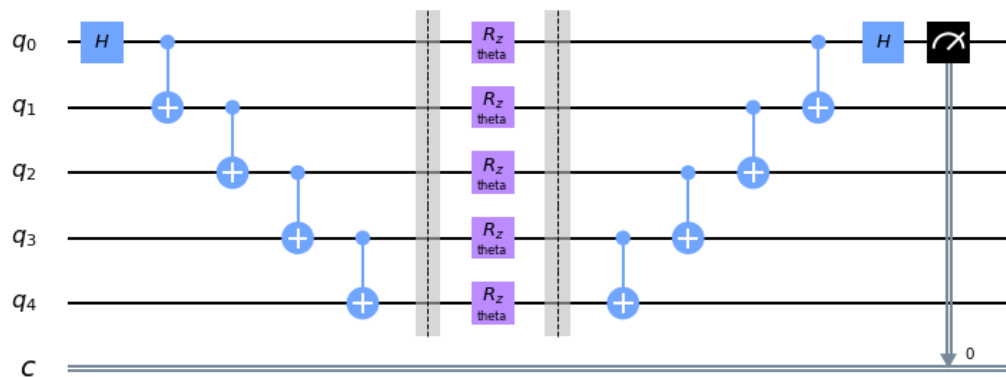 H H
q0 Rz theta
q1 Rz theta
q2 Rz theta
q3 Rz theta
q4 Rz theta
c 0